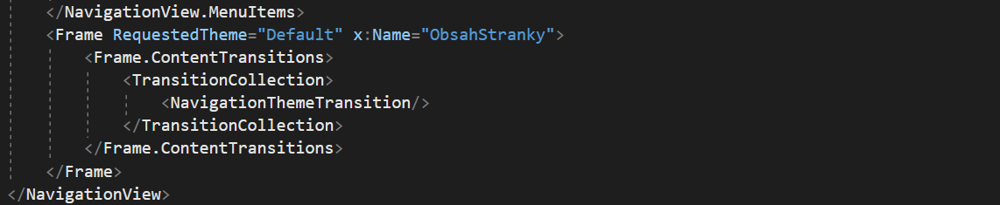 </NavigationView.MenuItems>
<Frame RequestedTheme="Default" x:Name="ObsahStranky">
<Frame.ContentTransitions>
<TransitionCollection>
<NavigationThemeTransition/>
</TransitionCollection>
</Frame.ContentTransitions>
</Frame>
</NavigationView>